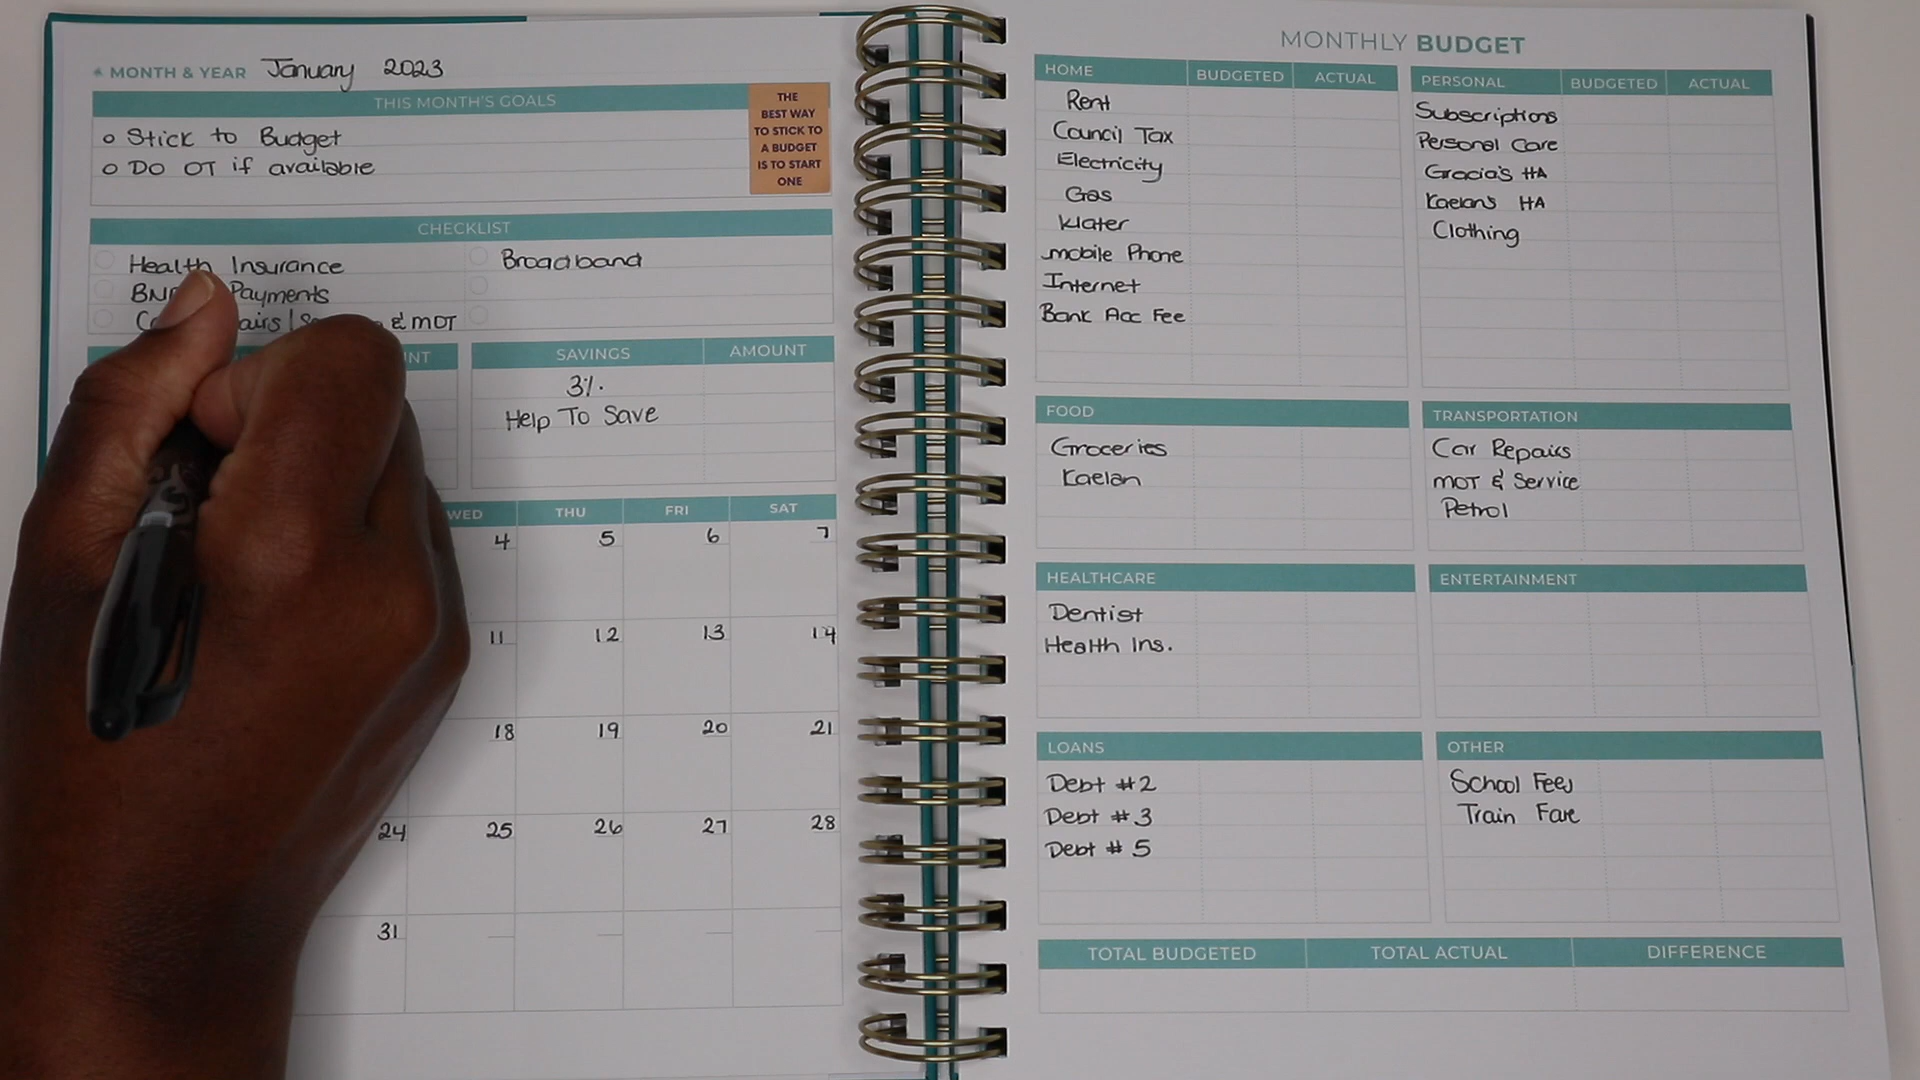 * MONTH & YEAR January 2023
THIS MONTH'S GOALS
o Stick to Budget
o Do OT if available
THE
BEST WAY
TO STICK TO
A BUDGET
IS TO START
ONE
CHECKLIST
Health Insurance
Payments
& MOT
Broadband
SAVINGS AMOUNT
3%.
Help To Save
WED THU FRI SAT
4 5 6 7
11 12 13 14
18 19 20 21
24 25 26 27 28
31
MONTHLY BUDGET
HOME BUDGETED ACTUAL
Rent
Council Tax
Electricity
Gas
Water
mobile Phone
Internet
Bank Acc Fee
PERSONAL BUDGETED ACTUAL
Subscriptions
Personal Care
Gracia's HA
Kaelan's HA
Clothing
FOOD
Groceries
Kaelan
TRANSPORTATION
Car Repairs
MOT & Service
Petrol
HEALTHCARE
Dentist
Health Ins.
ENTERTAINMENT
LOANS
Debt #2
Debt #3
Debt #5
OTHER
School Fees
Train Fare
TOTAL BUDGETED TOTAL ACTUAL DIFFERENCE